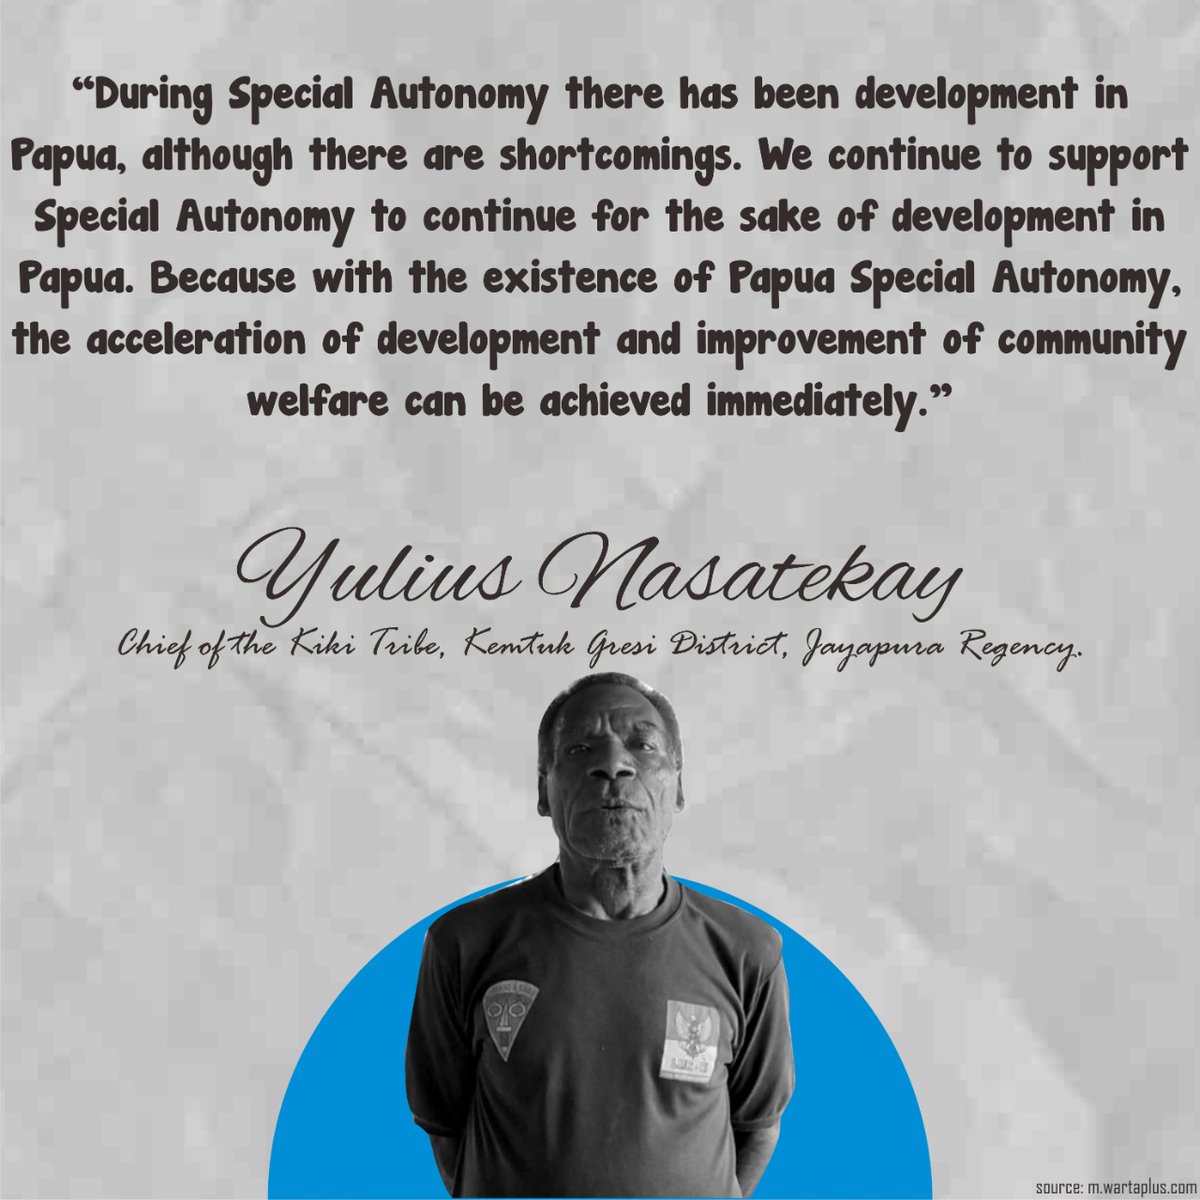 “During Special Autonomy there has been development in
Papua, although there are shortcomings. We continue to support
Special Autonomy to continue for the sake of development in
Papua. Because with the existence of Papua Special Autonomy,
the acceleration of development and improvement of community
welfare can be achieved immediately.”
Yulius Nasatekay
Chief of the Kiki Tribe, Kemtuk Gresi District, Jayapura Regency.
source: m.wartaplus.com